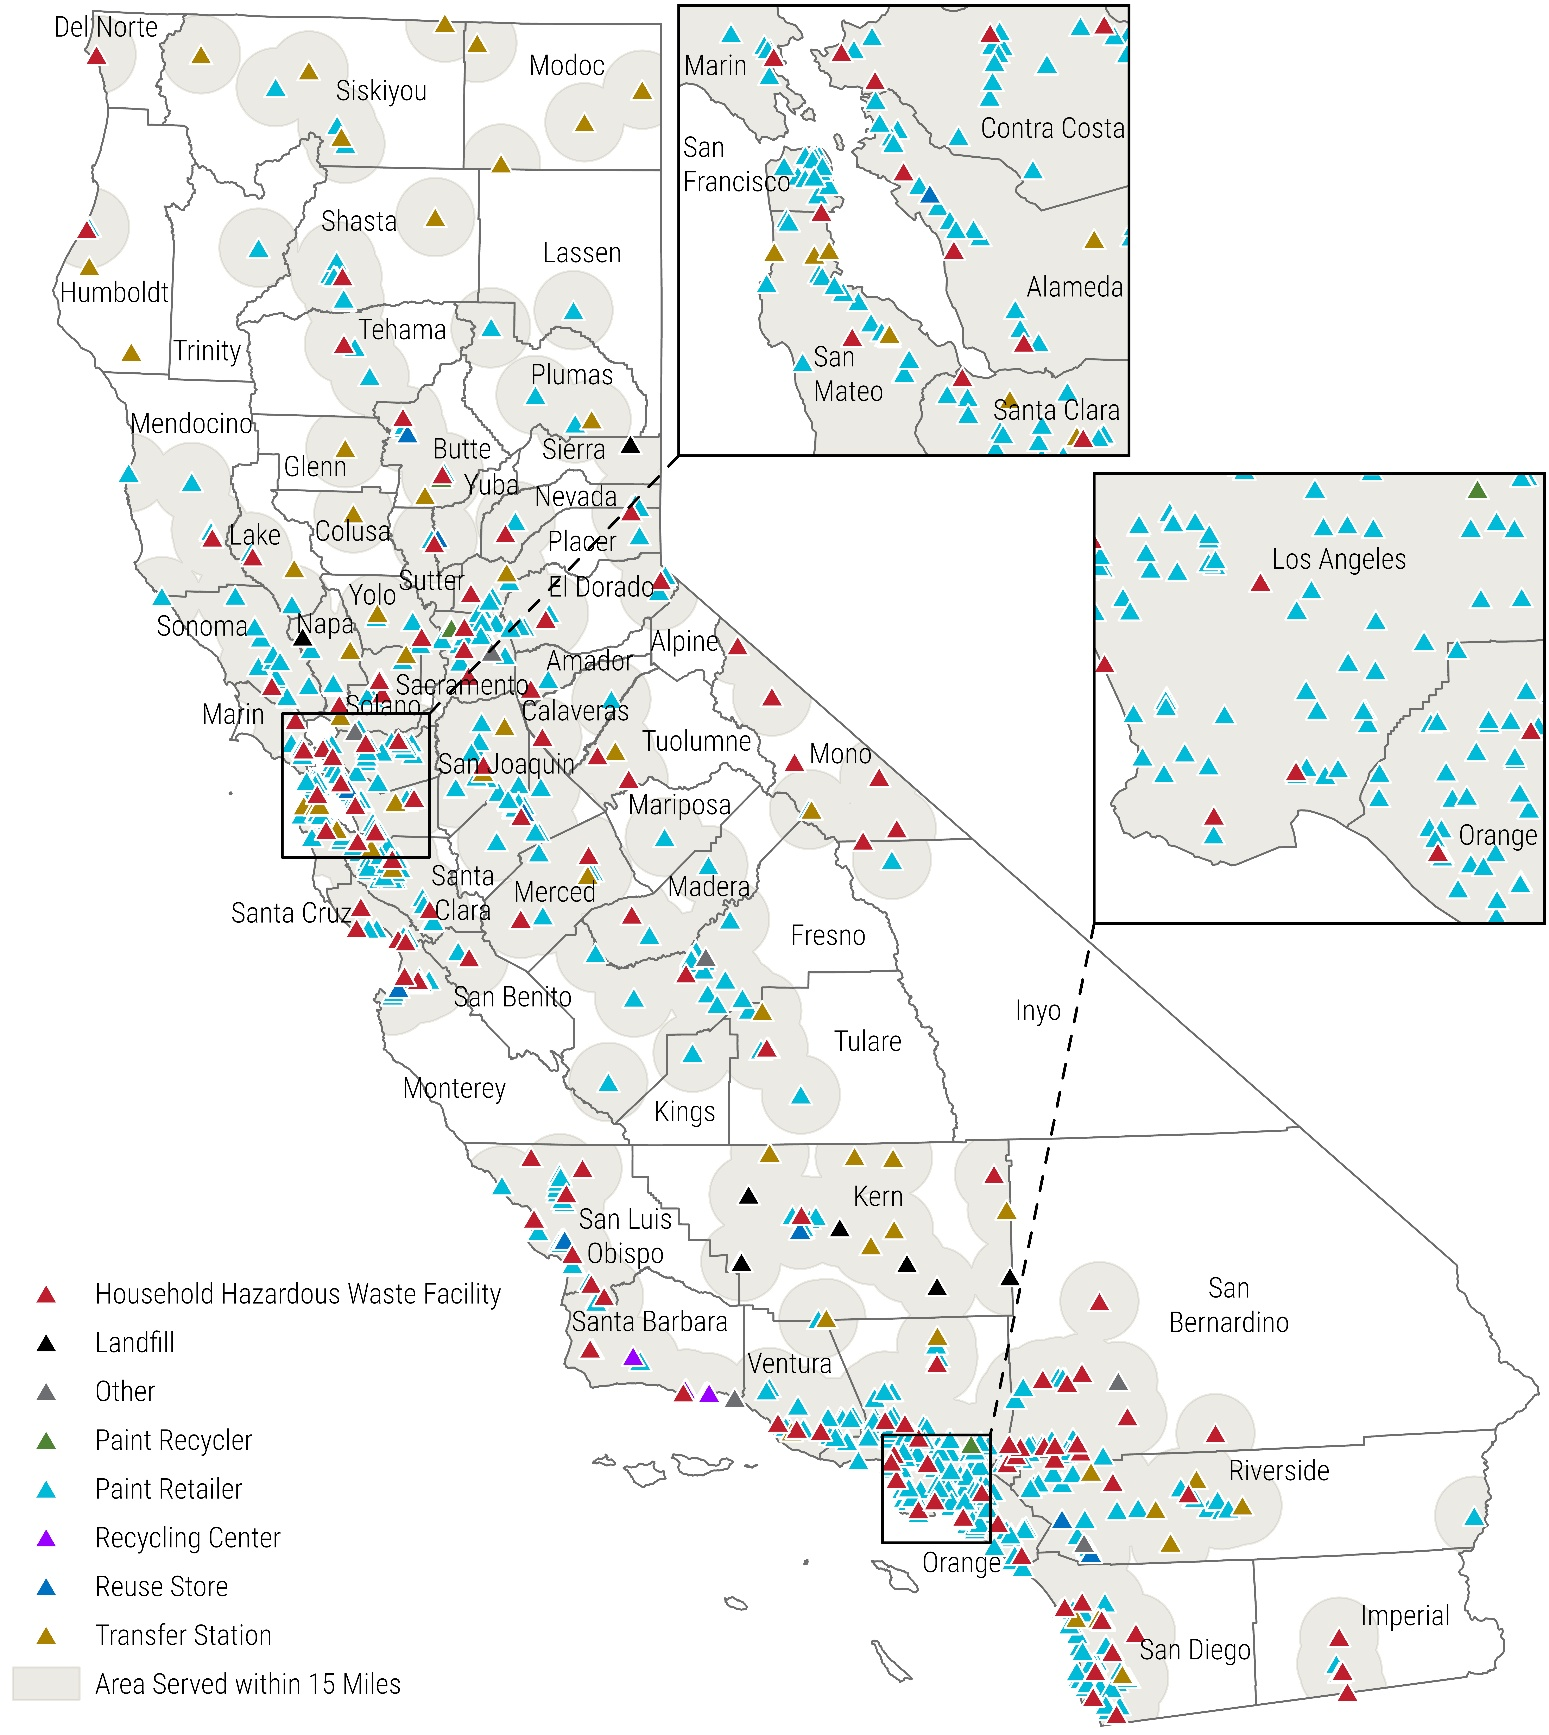 Del Norte
Siskiyou
Modoc
Shasta
Lassen
Humboldt
Trinity
Tehama
Plumas
Mendocino
Butte
Sierra
Glenn
Yuba
Nevada
Lake
Colusa
Placer
Sutter
El Dorado
Yolo
Sonoma
Napa
Alpine
Amador
Sacramento
Solano
Marin
Calaveras
Tuolumne
San Joaquin
Mono
Mariposa
Santa
Clara
Merced
Madera
Santa Cruz
Fresno
San Benito
Inyo
Tulare
Monterey
Kings
Kern
San Luis
Obispo
San
Bernardino
Santa Barbara
Ventura
Riverside
Orange
Imperial
San Diego
Marin
Contra Costa
San
Francisco
Alameda
San
Mateo
Santa Clara
Los Angeles
Orange
Household Hazardous Waste Facility
Landfill
Other
Paint Recycler
Paint Retailer
Recycling Center
Reuse Store
Transfer Station
Area Served within 15 Miles